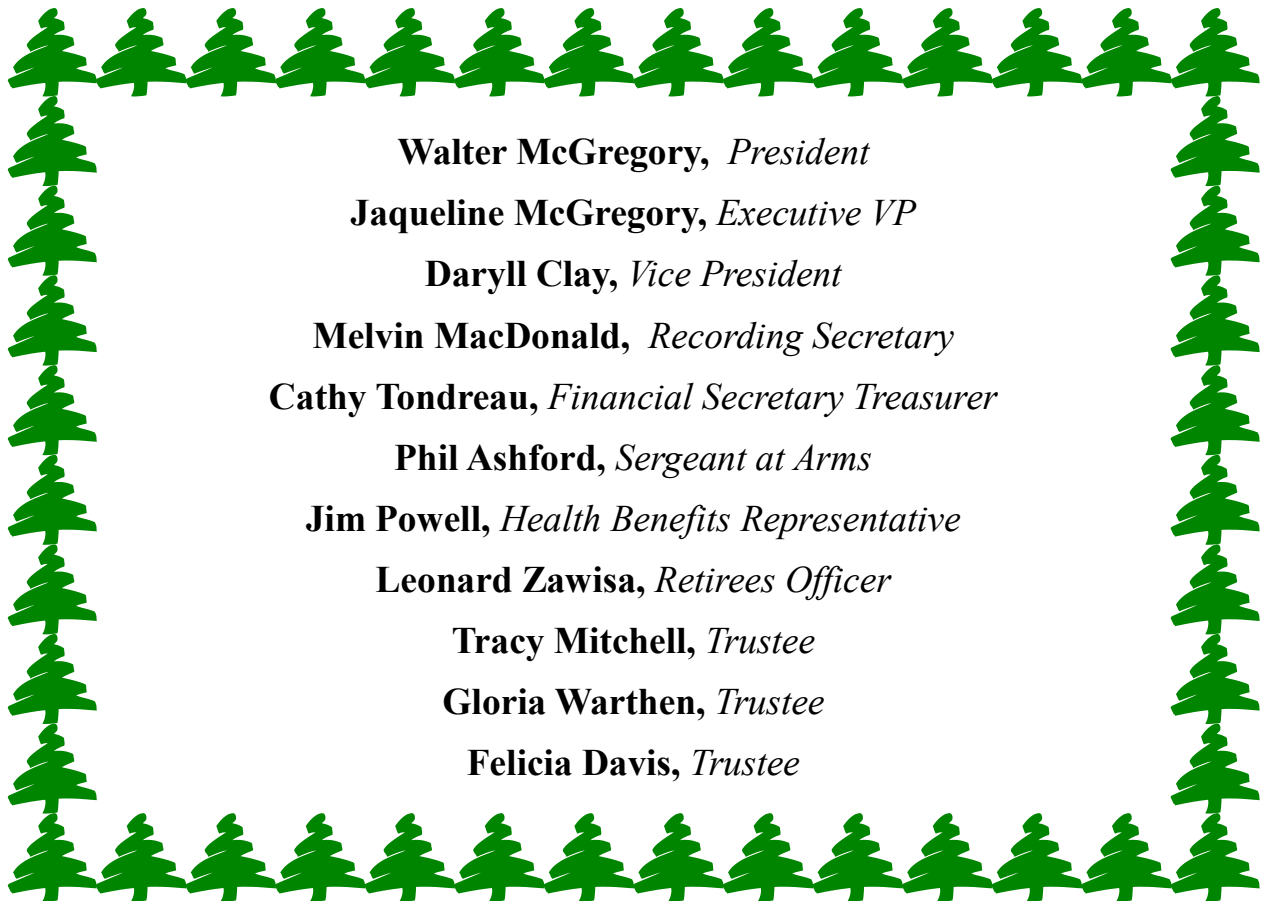 Walter McGregory, President
Jaqueline McGregory, Executive VP
Daryll Clay, Vice President
Melvin MacDonald, Recording Secretary
Cathy Tondreau, Financial Secretary Treasurer
Phil Ashford, Sergeant at Arms
Jim Powell, Health Benefits Representative
Leonard Zawisa, Retirees Officer
Tracy Mitchell, Trustee
Gloria Warthen, Trustee
Felicia Davis, Trustee